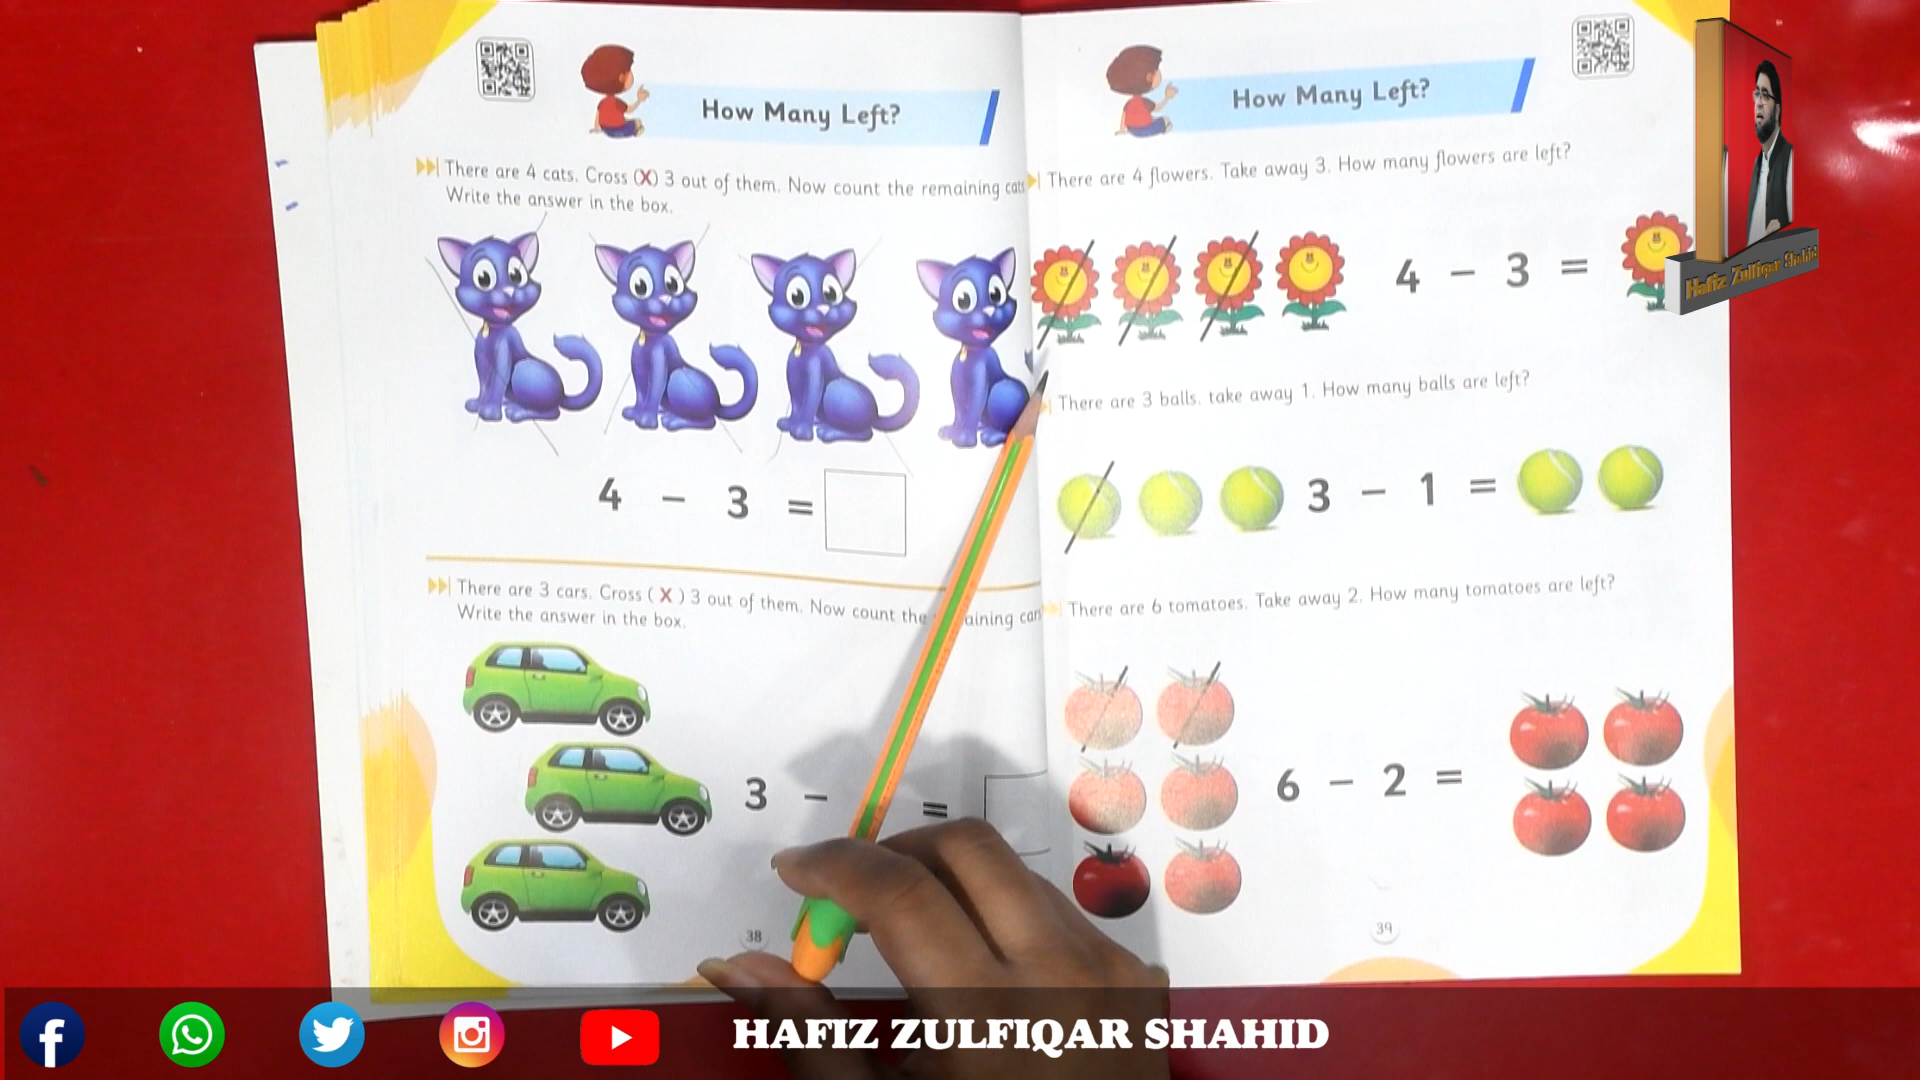 How Many Left?
There are 4 cats. Cross (X) 3 out of them. Now count the remaining cats
Write the answer in the box.
4 - 3 =
There are 3 cars. Cross ( X ) 3 out of them. Now count the aining cars
Write the answer in the box.
3 - =
38
How Many Left?
There are 4 flowers. Take away 3. How many flowers are left?
4 - 3 =
There are 3 balls. take away 1. How many balls are left?
3 - 1 =
There are 6 tomatoes. Take away 2. How many tomatoes are left?
6 - 2 =
39
Hafiz Zulfiqar Shahid
HAFIZ ZULFIQAR SHAHID